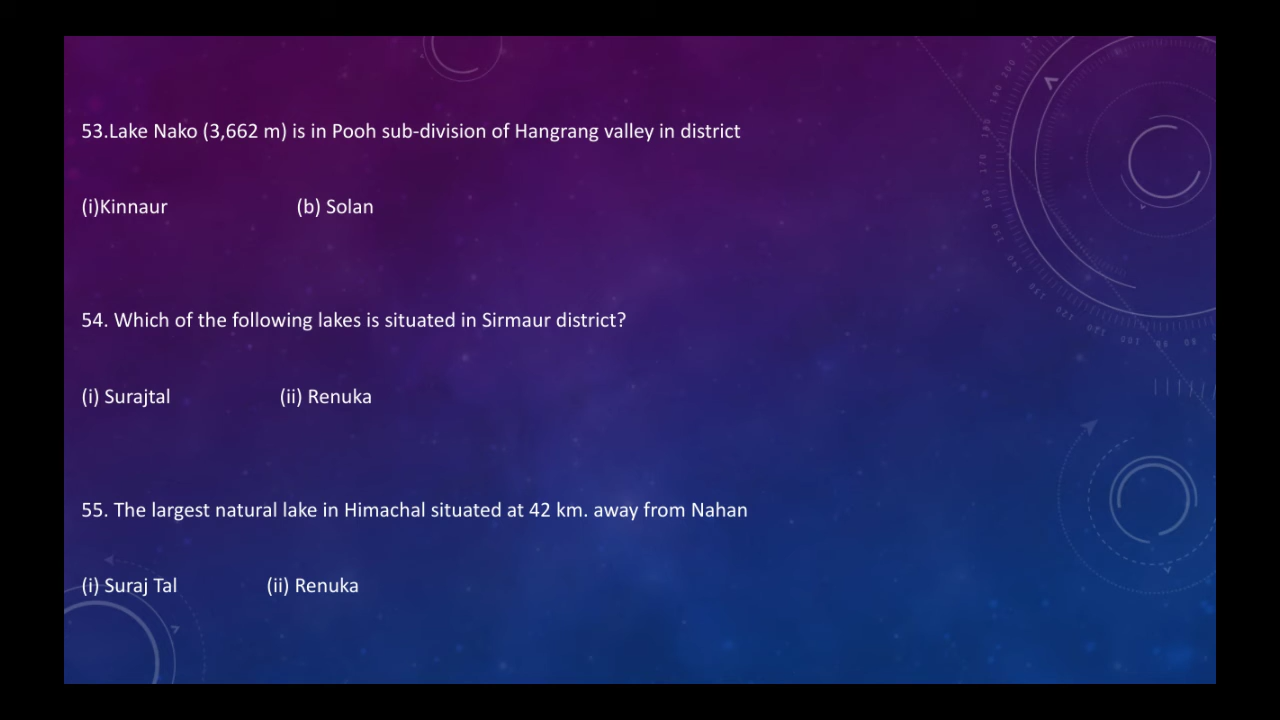 53.Lake Nako (3,662 m) is in Pooh sub-division of Hangrang valley in district
(i)Kinnaur (b) Solan
54. Which of the following lakes is situated in Sirmaur district?
(i) Surajtal (ii) Renuka
55. The largest natural lake in Himachal situated at 42 km. away from Nahan
(i) Suraj Tal (ii) Renuka